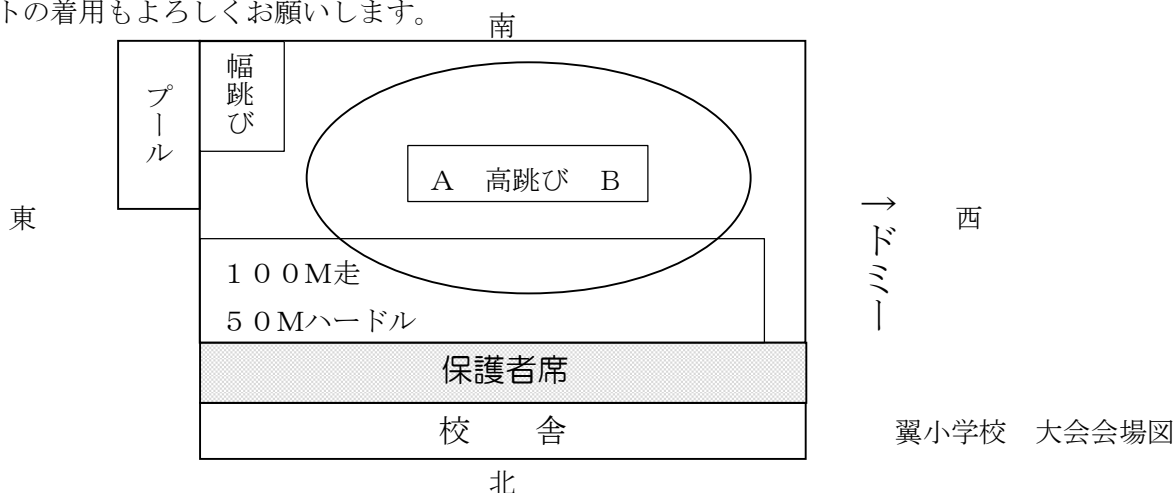 トの着用もよろしくお願いします。
南
プール
幅跳び
A　高跳び　B
東
→ドミー
西
１００M走
５０Mハードル
保護者席
校　舎
翼小学校　大会会場図
北